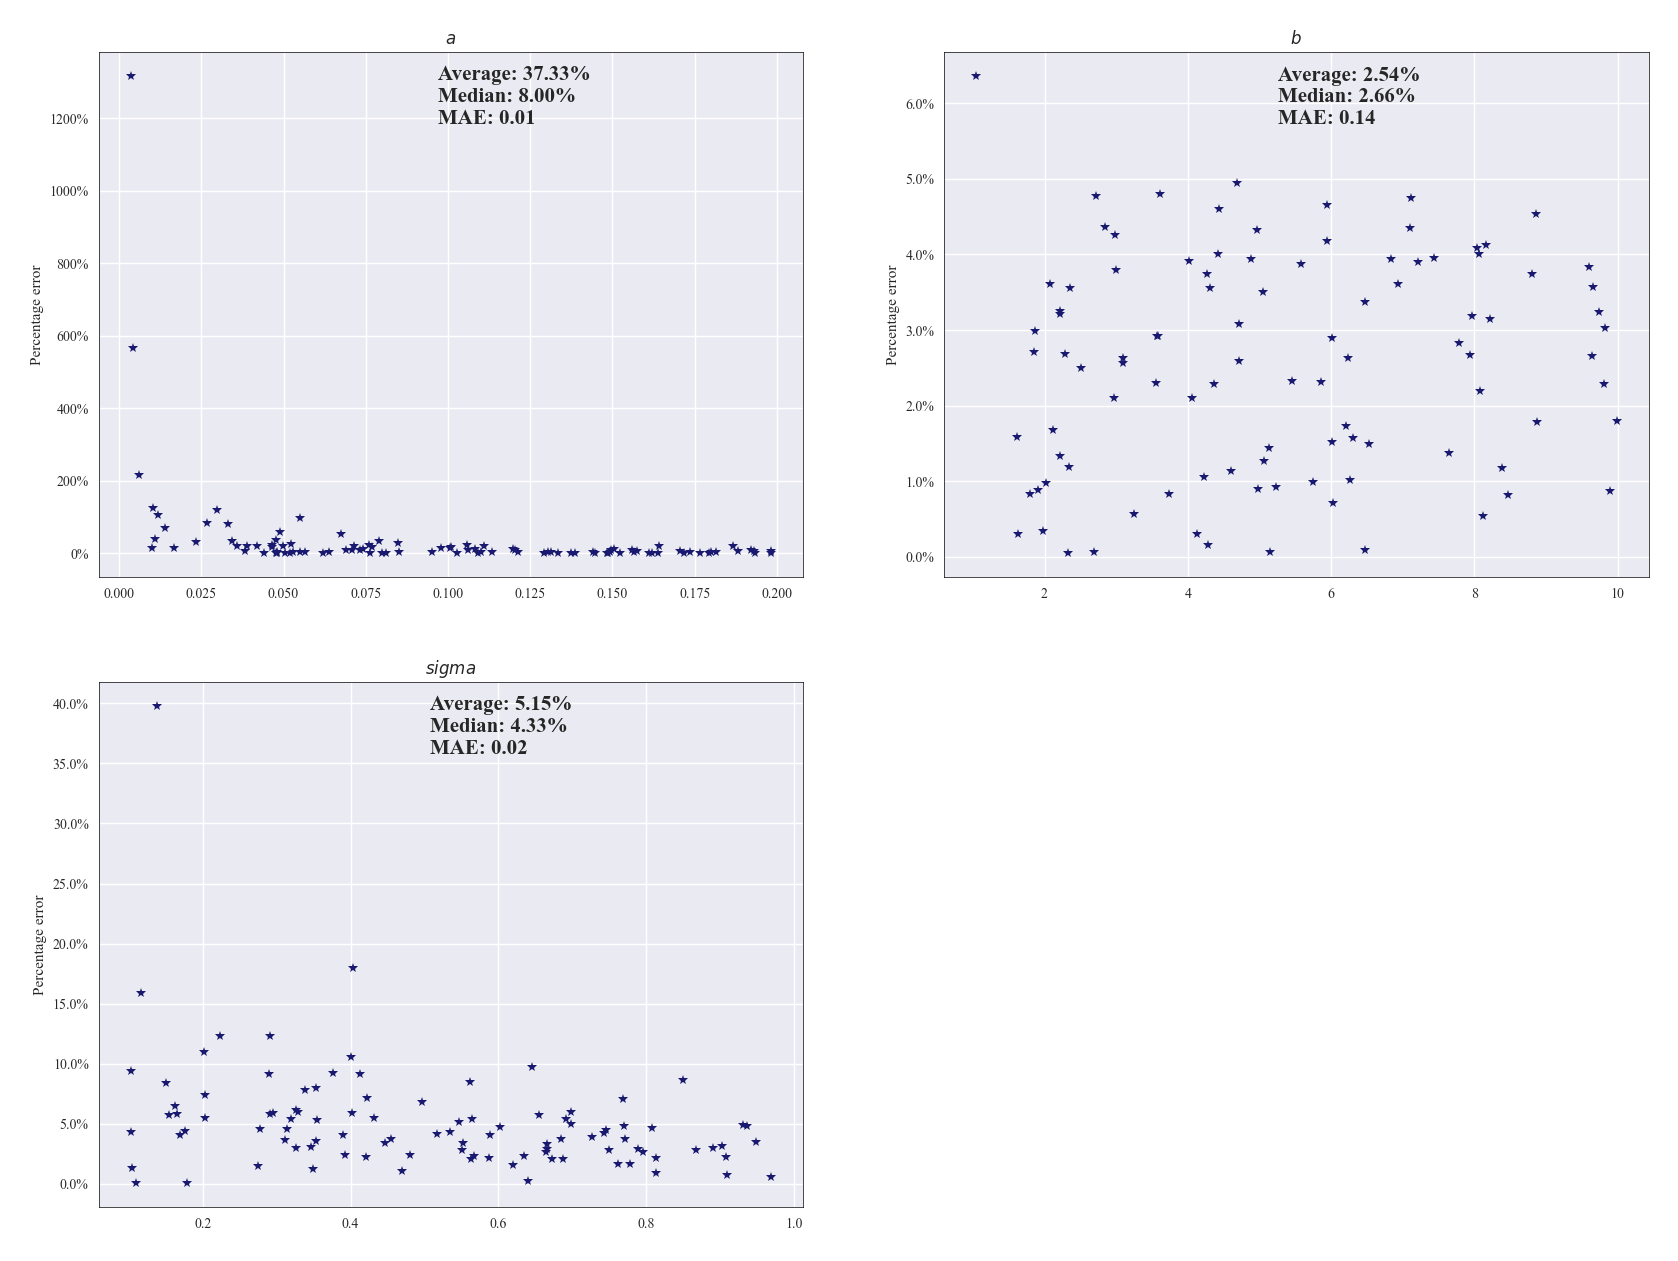 a
Average: 37.33%
Median: 8.00%
MAE: 0.01
Percentage error
1200%
1000%
800%
600%
400%
200%
0%
0.000 0.025 0.050 0.075 0.100 0.125 0.150 0.175 0.200
b
Average: 2.54%
Median: 2.66%
MAE: 0.14
Percentage error
6.0%
5.0%
4.0%
3.0%
2.0%
1.0%
0.0%
2 4 6 8 10
sigma
Average: 5.15%
Median: 4.33%
MAE: 0.02
Percentage error
40.0%
35.0%
30.0%
25.0%
20.0%
15.0%
10.0%
5.0%
0.0%
0.2 0.4 0.6 0.8 1.0